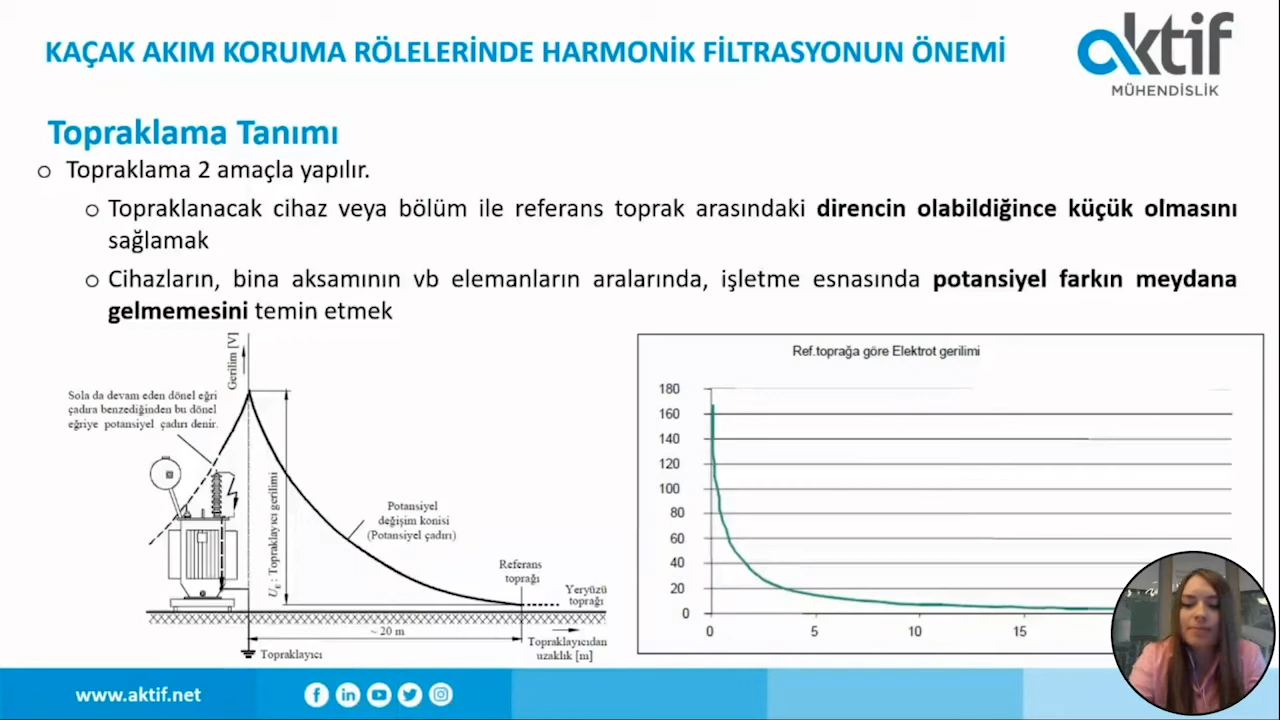 KAÇAK AKIM KORUMA RÖLELERİNDE HARMONİK FİLTRASYONUN ÖNEMİ
aktif
MÜHENDİSLİK
Topraklama Tanımı
o Topraklama 2 amaçla yapılır.
o Topraklanacak cihaz veya bölüm ile referans toprak arasındaki direncin olabildiğince küçük olmasını
sağlamak
o Cihazların, bina aksamının vb elemanların aralarında, işletme esnasında potansiyel farkın meydana
gelmemesini temin etmek
Gerilim [V]
Sola da devam eden dönel eğri
çadıra benzediğinden bu dönel
eğriye potansiyel çadırı denir.
U_E : Topraklayıcı gerilimi
Potansiyel
değişim konisi
(Potansiyel çadırı)
Referans
toprağı
Yeryüzü
toprağı
~ 20 m
Topraklayıcıdan
uzaklık [m]
Topraklayıcı
Ref.toprağa göre Elektrot gerilimi
180
160
140
120
100
80
60
40
20
0
0 5 10 15
www.aktif.net